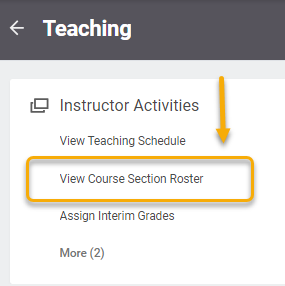 Teaching
Instructor Activities
View Teaching Schedule
View Course Section Roster
Assign Interim Grades
More (2)